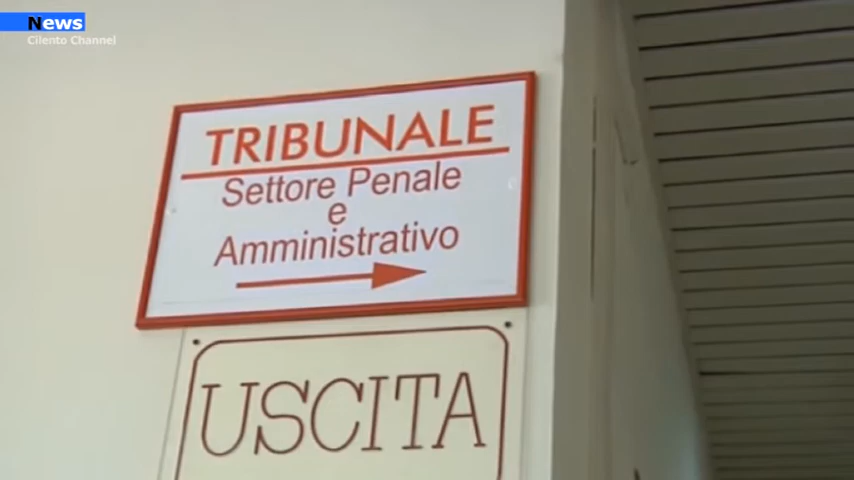 News
Cilento Channel
TRIBUNALE
Settore Penale
e
Amministrativo
USCITA